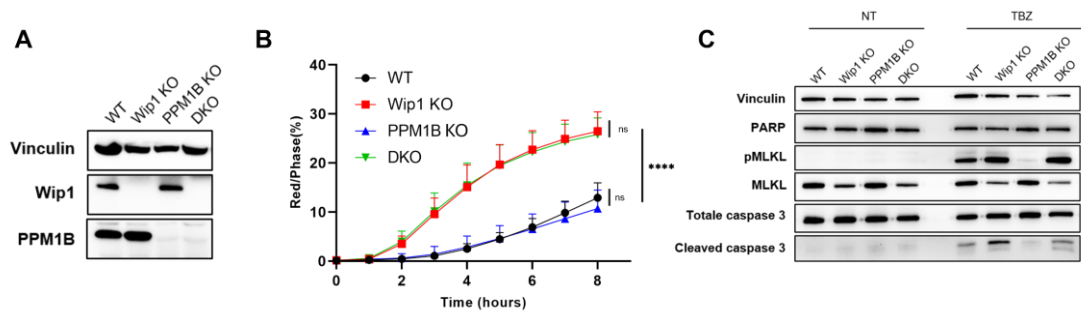 A
WT
Wip1 KO
PPM1B KO
DKO
Vinculin
Wip1
PPM1B
B
40
30
20
10
0
Red/Phase(%)
WT
Wip1 KO
PPM1B KO
DKO
ns
ns
****
0 2 4 6 8
Time (hours)
C
NT TBZ
WT Wip1 KO PPM1B KO DKO WT Wip1 KO PPM1B KO DKO
Vinculin
PARP
pMLKL
MLKL
Totale caspase 3
Cleaved caspase 3